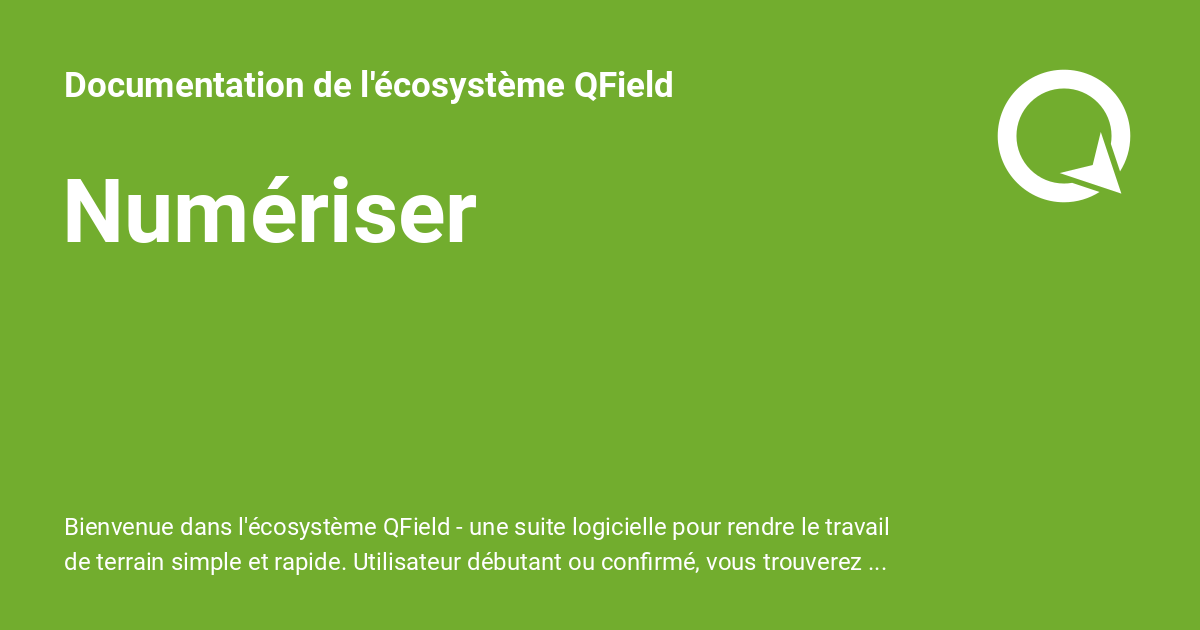 Documentation de l'écosystème QField
Numériser
Bienvenue dans l'écosystème QField - une suite logicielle pour rendre le travail
de terrain simple et rapide. Utilisateur débutant ou confirmé, vous trouverez ...